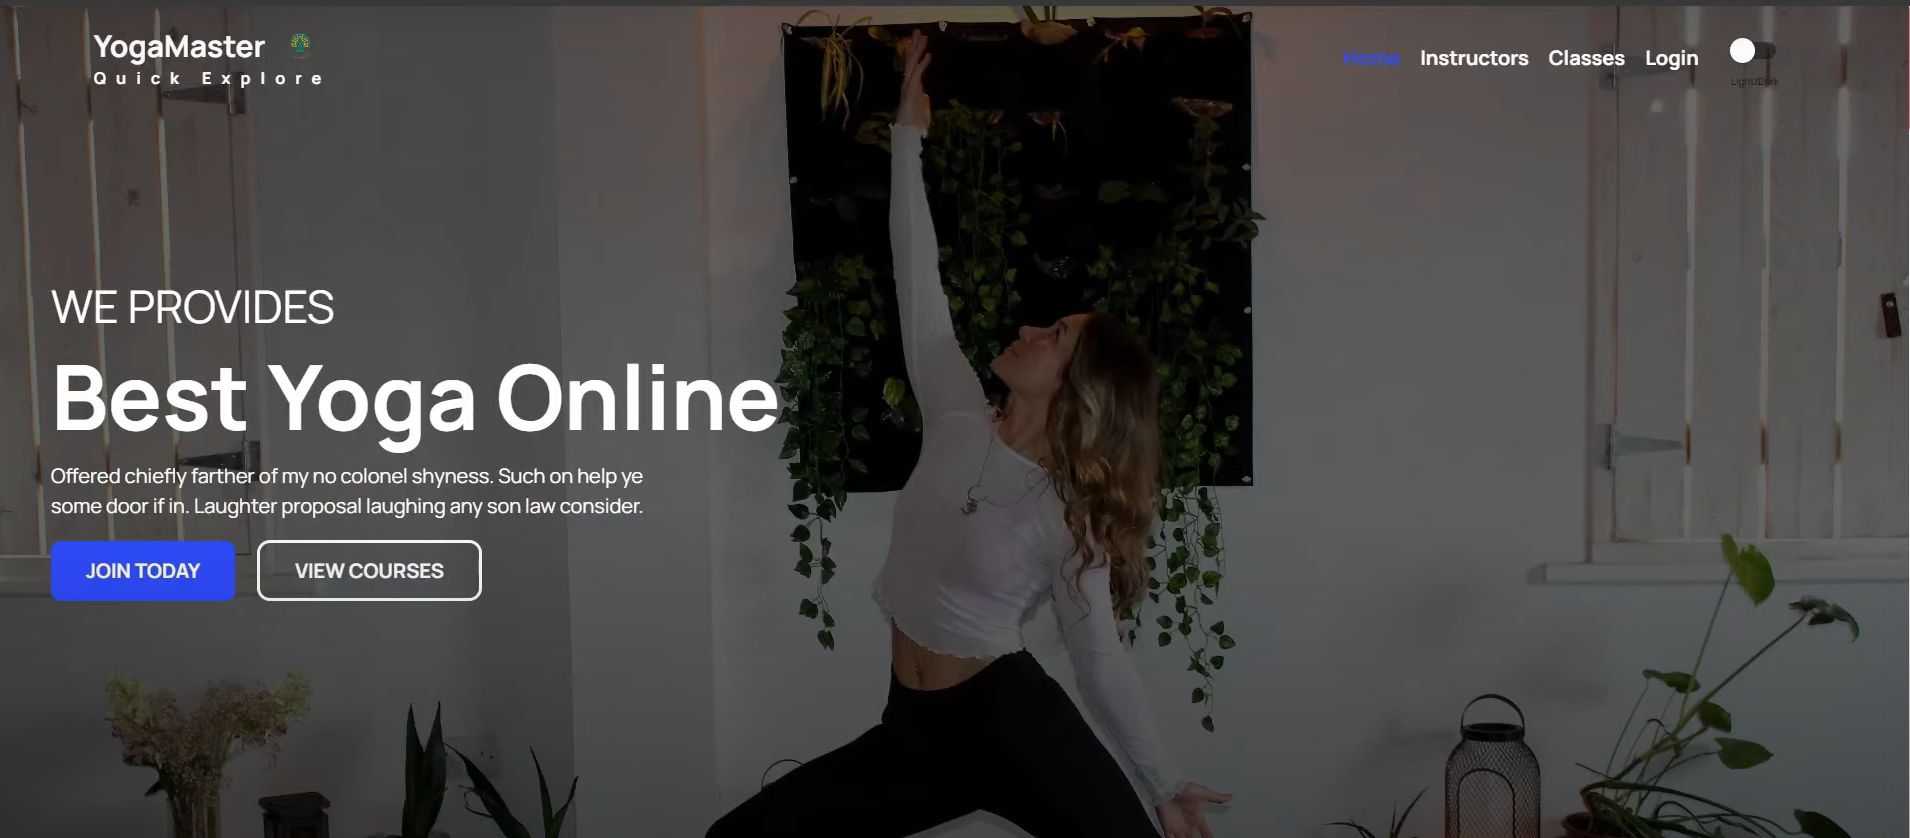 YogaMaster
Quick Explore
Home Instructors Classes Login
Light/Dark
WE PROVIDES
Best Yoga Online
Offered chiefly farther of my no colonel shyness. Such on help ye
some door if in. Laughter proposal laughing any son law consider.
JOIN TODAY VIEW COURSES